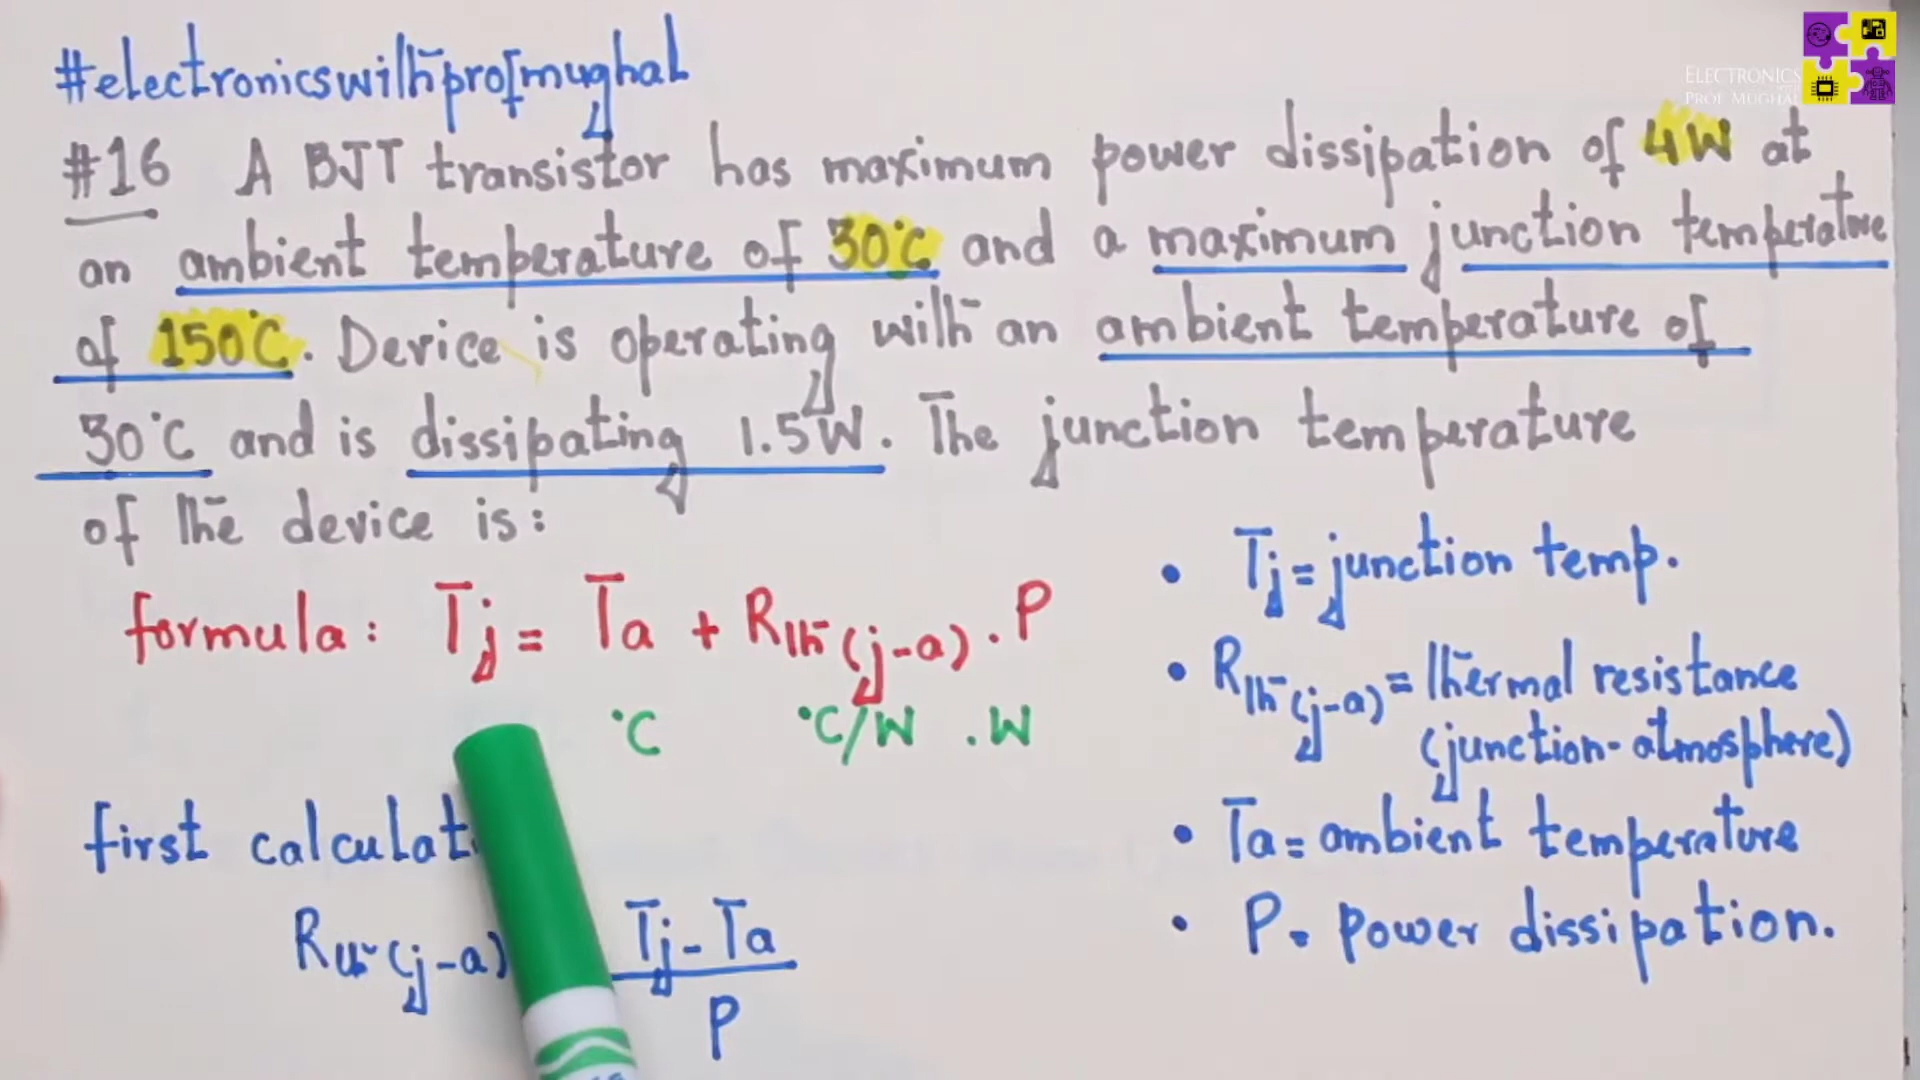 #electronicswithprofmughal
ELECTRONICS
PROF MUGHAL
#16 A BJT transistor has maximum power dissipation of 4W at
an ambient temperature of 30°C and a maximum junction temperature
of 150°C. Device is operating with an ambient temperature of
30°C and is dissipating 1.5W. The junction temperature
of the device is:
formula: Tj = Ta + Rth(j-a) . P
°C °C/W . W
first calculat
Rth(j-a) Tj - Ta
P
• Tj = junction temp.
• Rth(j-a) = thermal resistance
(junction-atmosphere)
• Ta = ambient temperature
• P = power dissipation.